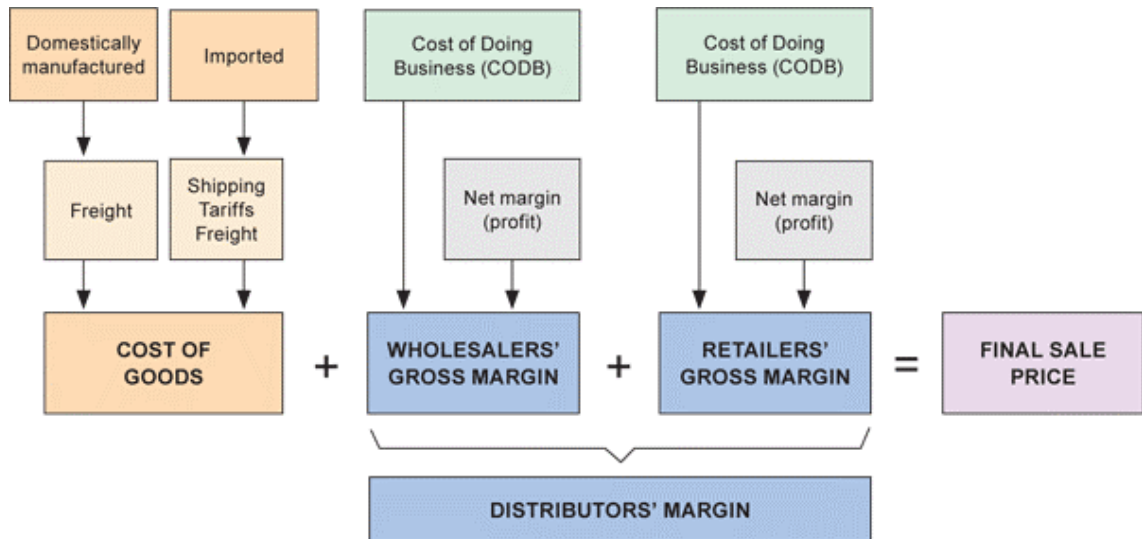 Domestically
manufactured
Imported
Cost of Doing
Business (CODB)
Cost of Doing
Business (CODB)
Freight
Shipping
Tariffs
Freight
Net margin
(profit)
Net margin
(profit)
COST OF
GOODS
+
WHOLESALERS’
GROSS MARGIN
+
RETAILERS’
GROSS MARGIN
=
FINAL SALE
PRICE
DISTRIBUTORS’ MARGIN